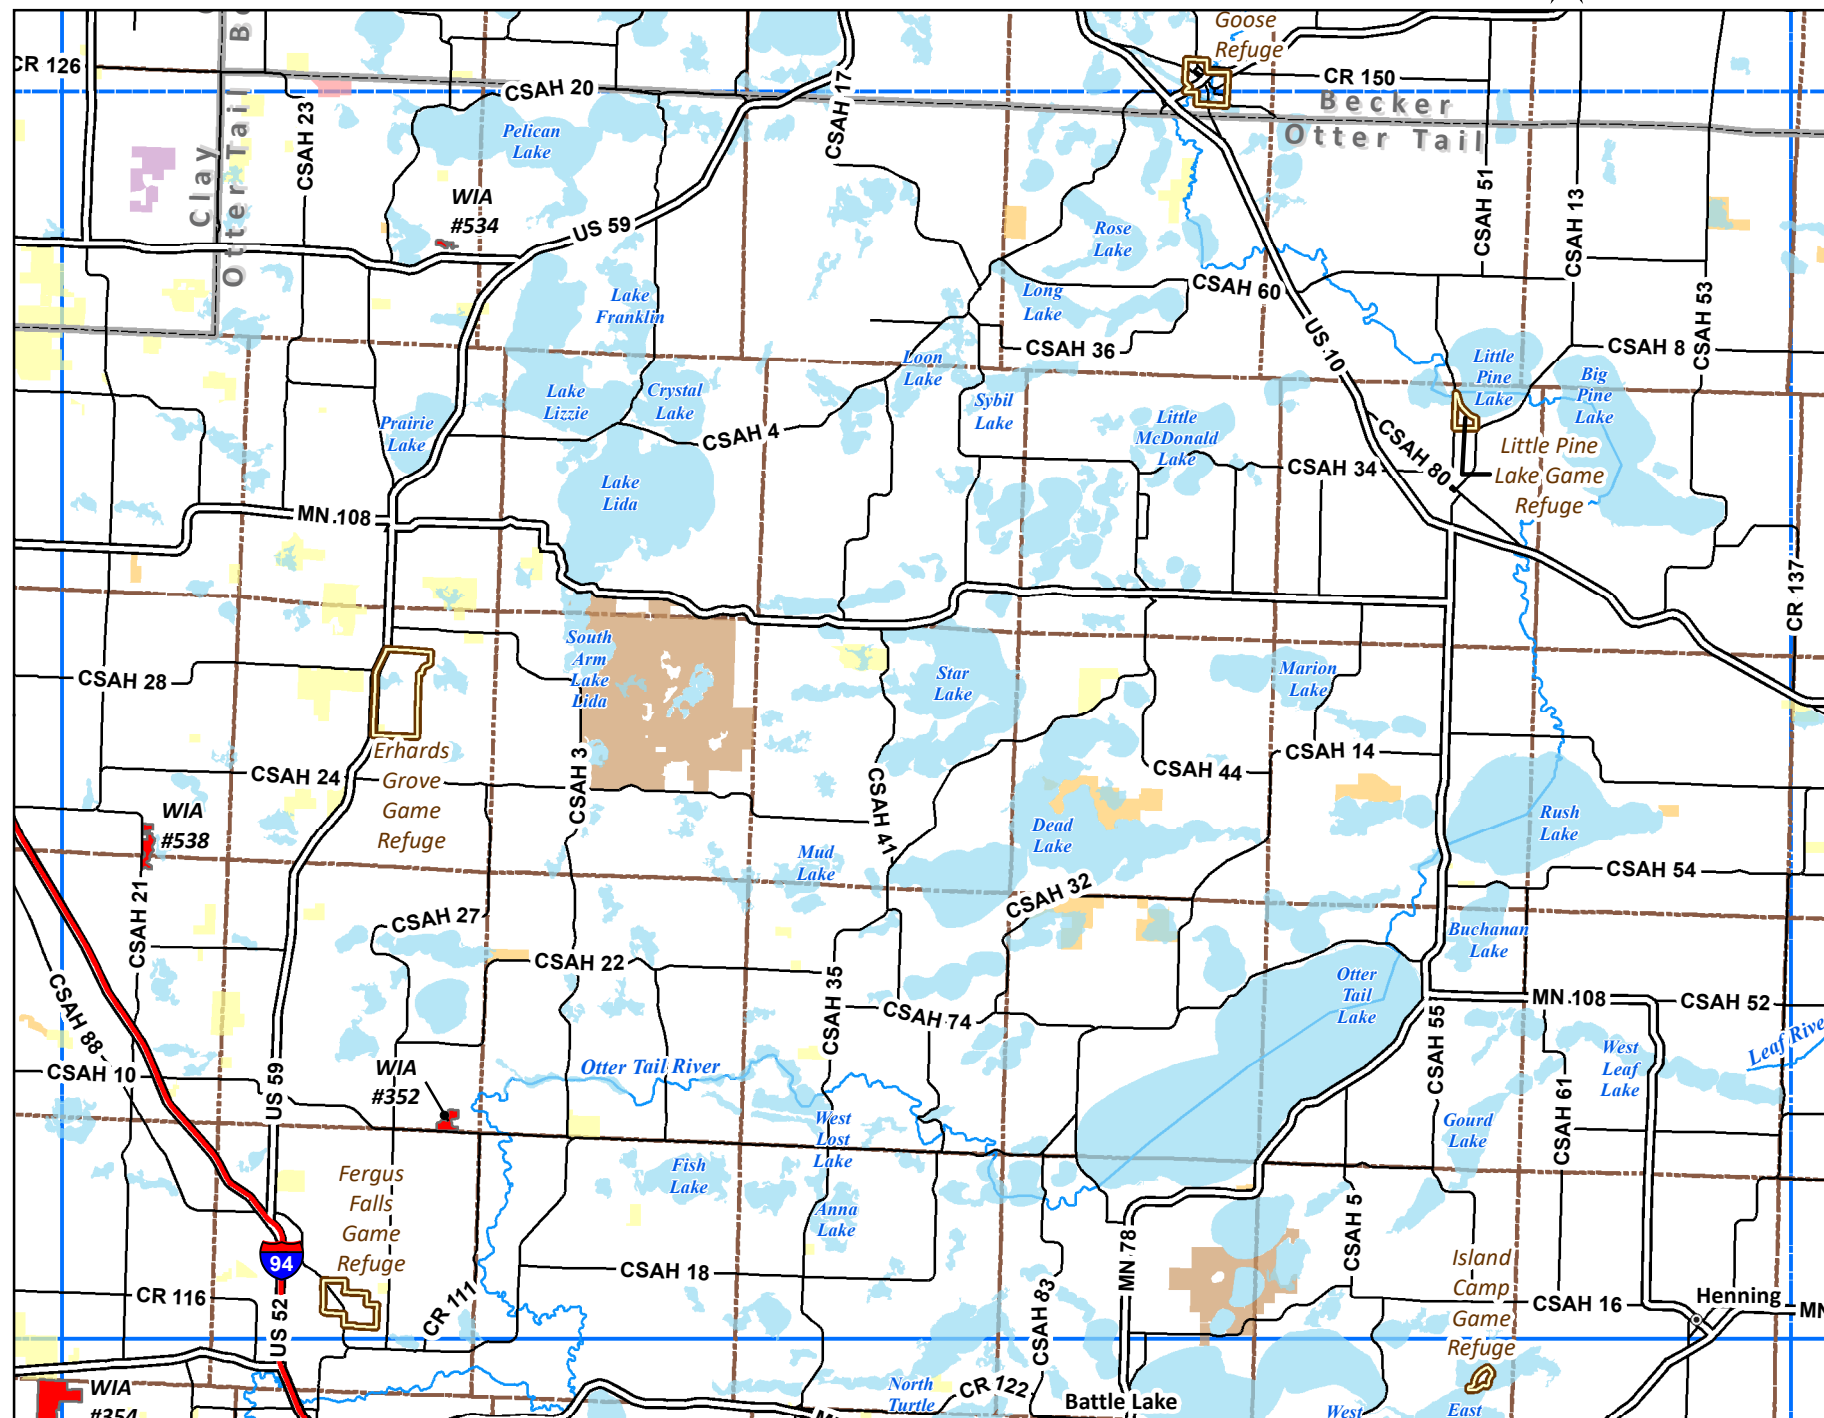 Goose
Refuge
CR 126
CSAH 20
CSAH 17
CR 150
Becker
Otter Tail
Clay
Otter Tail
CSAH 23
Pelican
Lake
WIA
#534
US 59
Rose
Lake
CSAH 51
CSAH 13
CSAH 53
Lake
Franklin
Long
Lake
CSAH 60
US 10
CSAH 36
CSAH 8
Loon
Lake
Little
Pine
Lake
Big
Pine
Lake
Lake
Lizzie
Crystal
Lake
Sybil
Lake
Prairie
Lake
CSAH 4
Little
McDonald
Lake
CSAH 80
CSAH 34
Little Pine
Lake Game
Refuge
Lake
Lida
MN 108
CR 137
South
Arm
Lake
Lida
Star
Lake
Marion
Lake
CSAH 28
Erhards
Grove
Game
Refuge
CSAH 24
CSAH 3
CSAH 41
CSAH 44
CSAH 14
WIA
#538
Mud
Lake
Dead
Lake
Rush
Lake
CSAH 54
CSAH 21
CSAH 27
CSAH 32
Buchanan
Lake
CSAH 22
CSAH 35
Otter
Tail
Lake
MN 108
CSAH 52
CSAH 88
CSAH 74
CSAH 55
Leaf River
West
Leaf
Lake
CSAH 10
US 59
WIA
#352
Otter Tail River
West
Lost
Lake
Gourd
Lake
CSAH 61
Fergus
Falls
Game
Refuge
Fish
Lake
Anna
Lake
CSAH 5
MN 78
94
CSAH 18
Island
Camp
Game
Refuge
CR 116
US 52
CR 111
CSAH 83
CSAH 16
Henning
MN
WIA
#354
North
Turtle
CR 122
Battle Lake
West
East